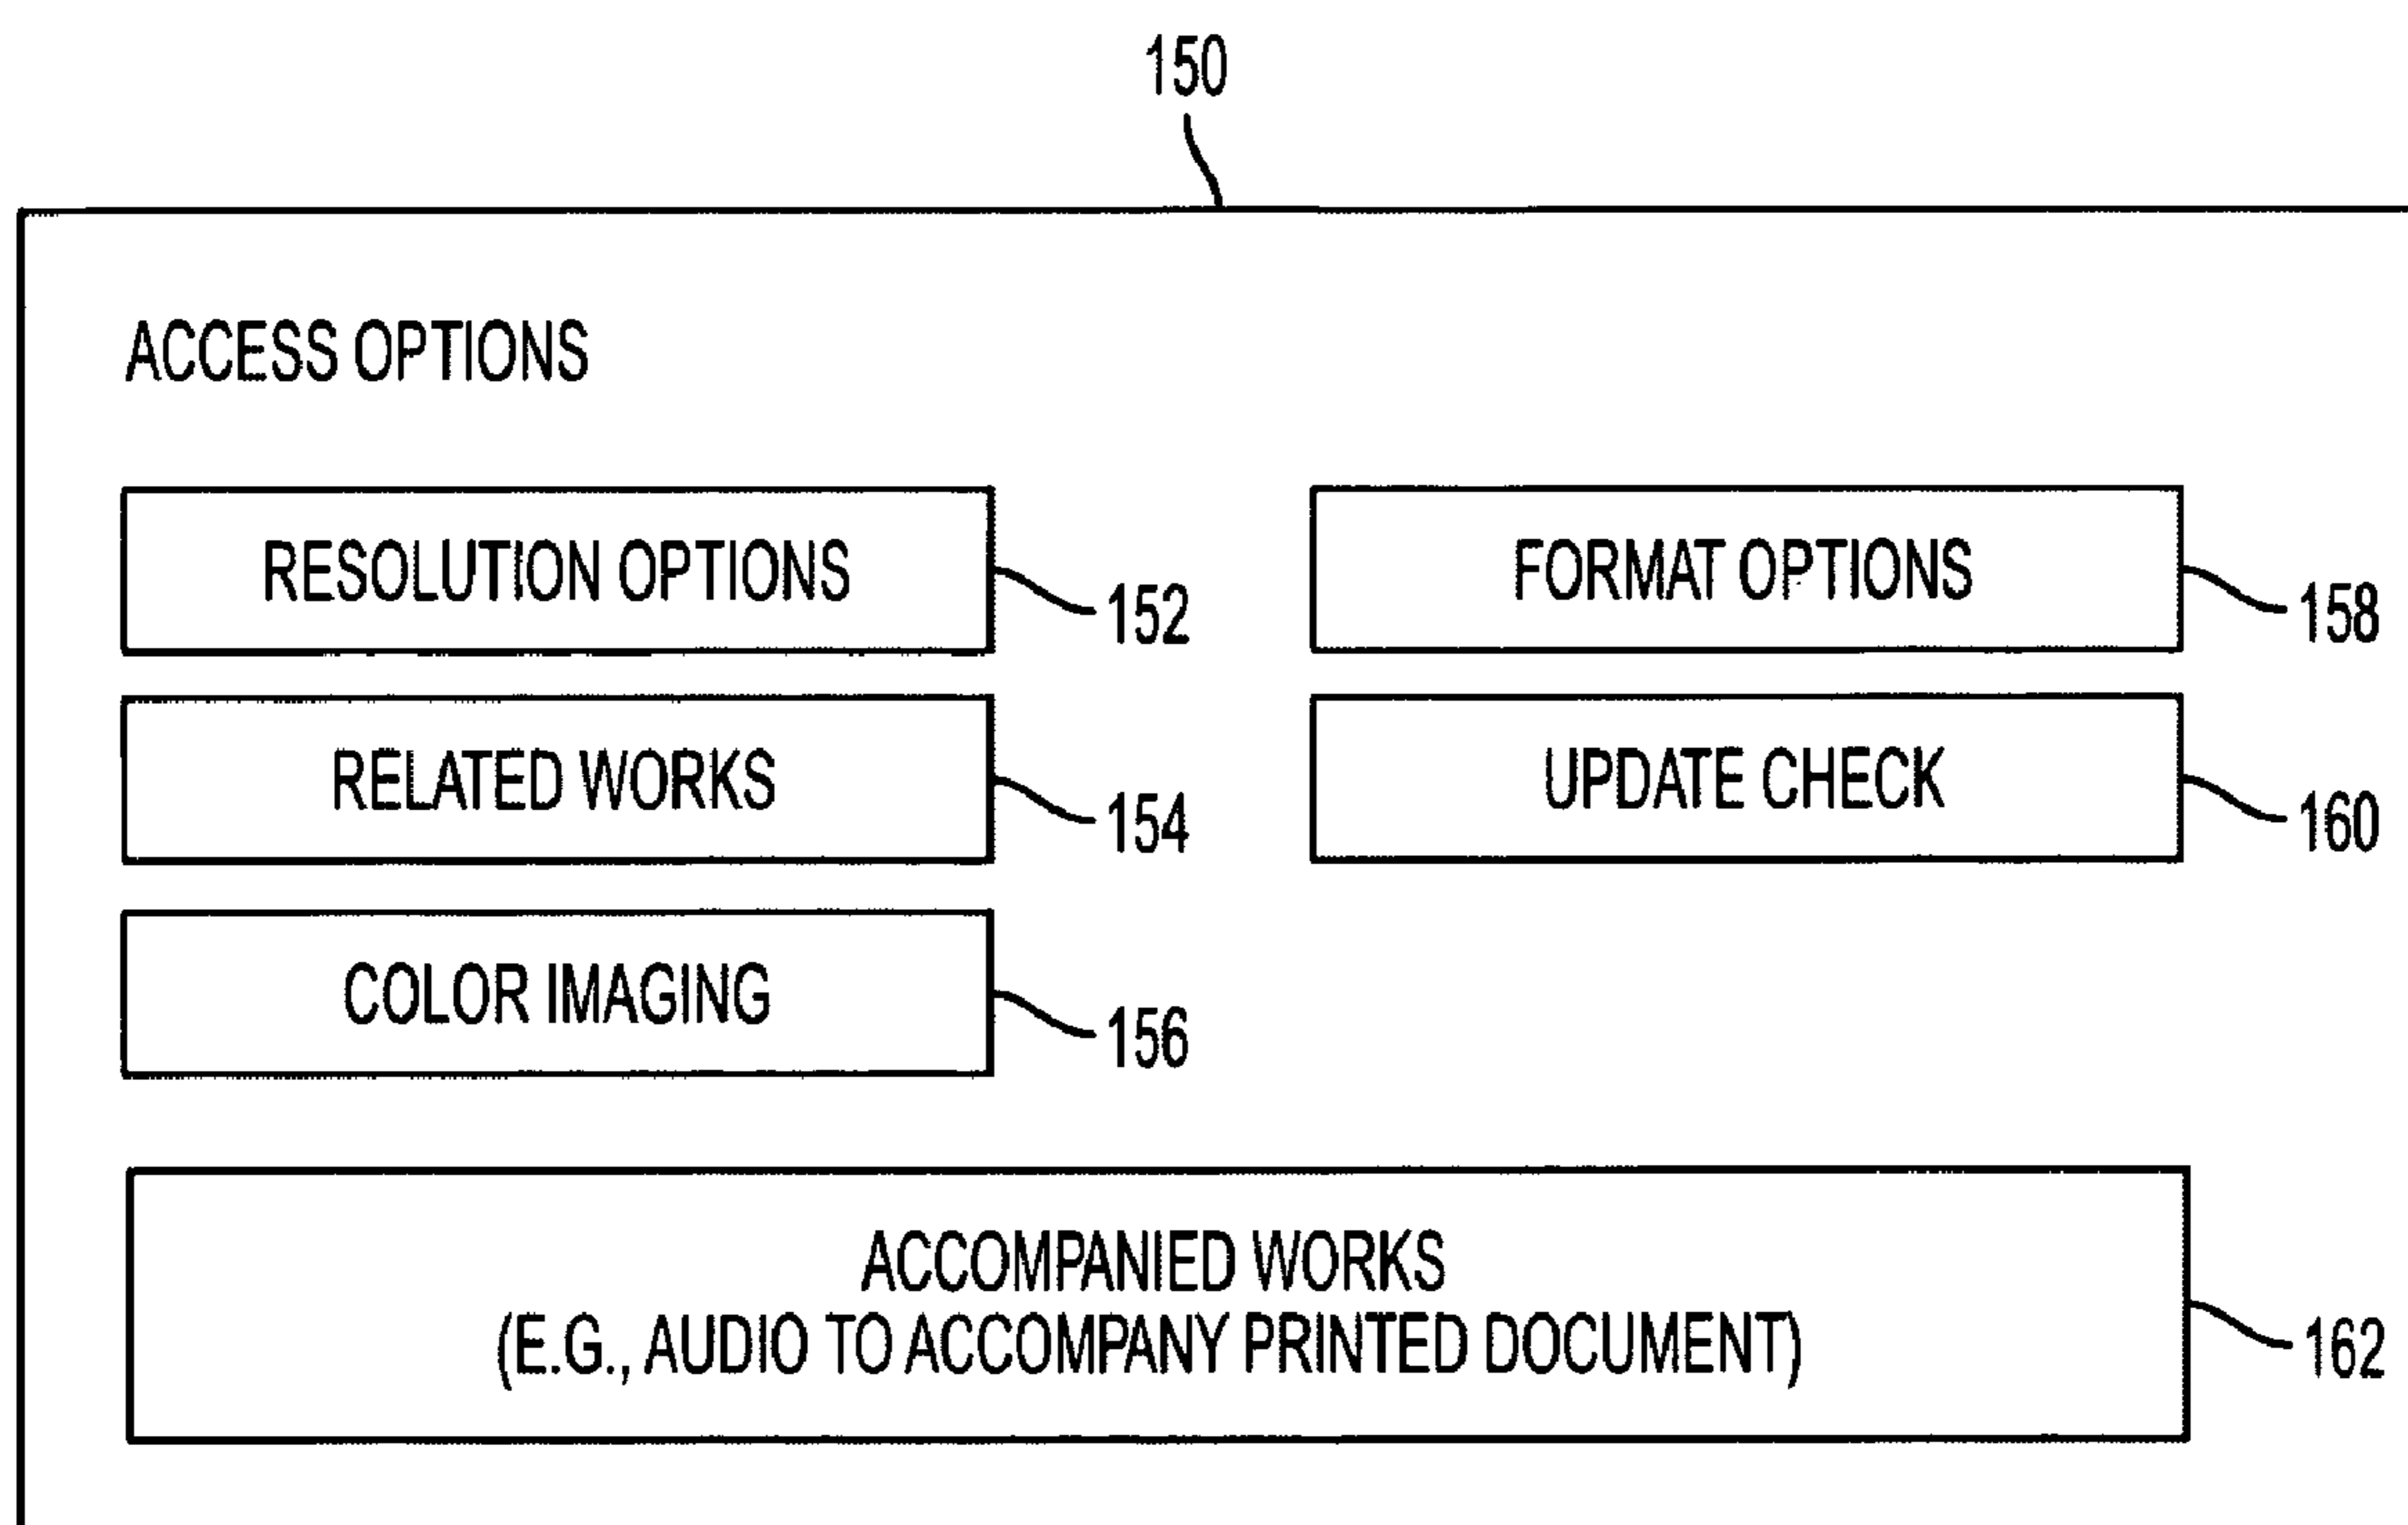 150
ACCESS OPTIONS
RESOLUTION OPTIONS
152
FORMAT OPTIONS
158
RELATED WORKS
154
UPDATE CHECK
160
COLOR IMAGING
156
ACCOMPANIED WORKS
(E.G., AUDIO TO ACCOMPANY PRINTED DOCUMENT)
162